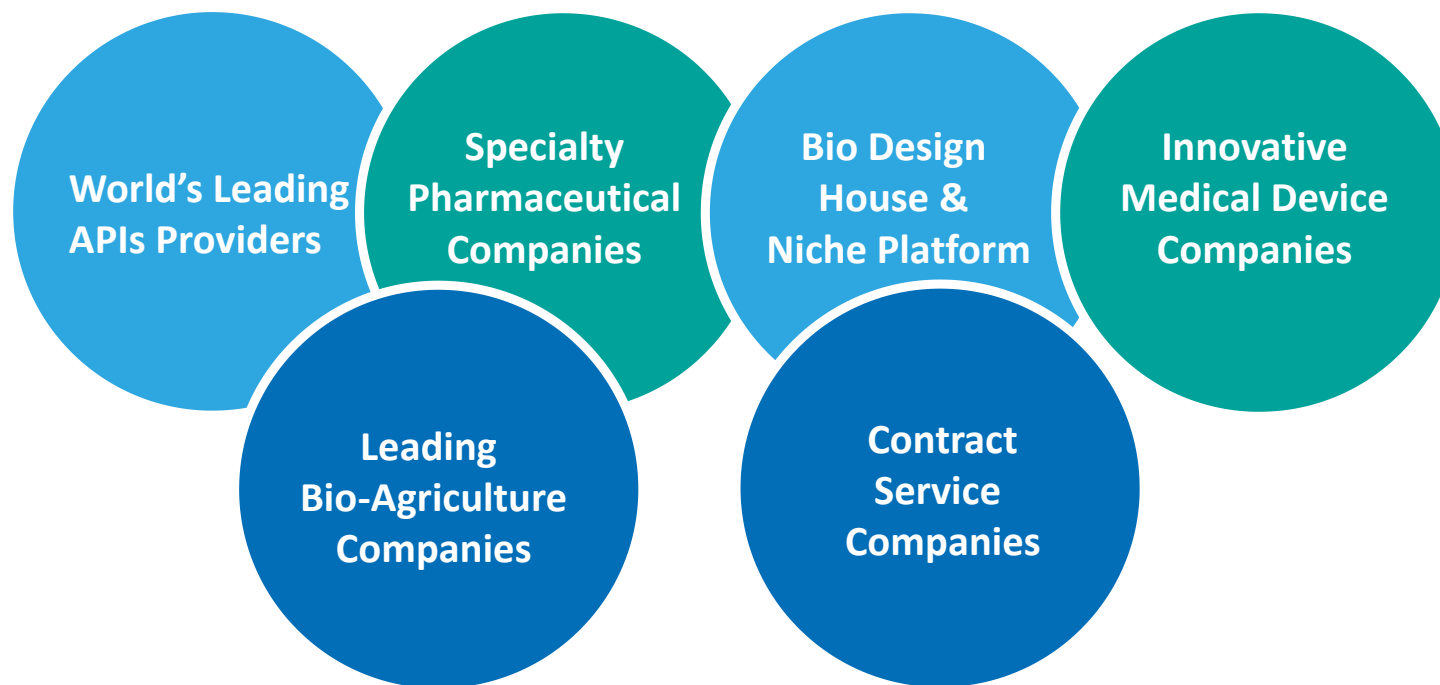 World’s Leading
APIs Providers
Specialty
Pharmaceutical
Companies
Bio Design
House &
Niche Platform
Innovative
Medical Device
Companies
Leading
Bio-Agriculture
Companies
Contract
Service
Companies